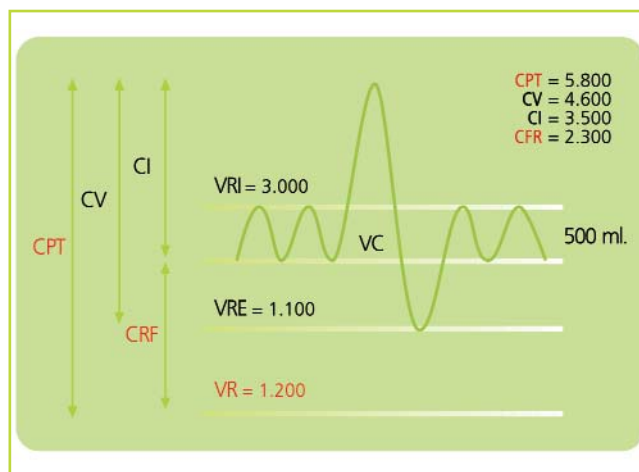 CPT = 5.800
CV = 4.600
CI = 3.500
CFR = 2.300
CI
VRI = 3.000
CV
500 ml.
VC
CPT
VRE = 1.100
CRF
VR = 1.200